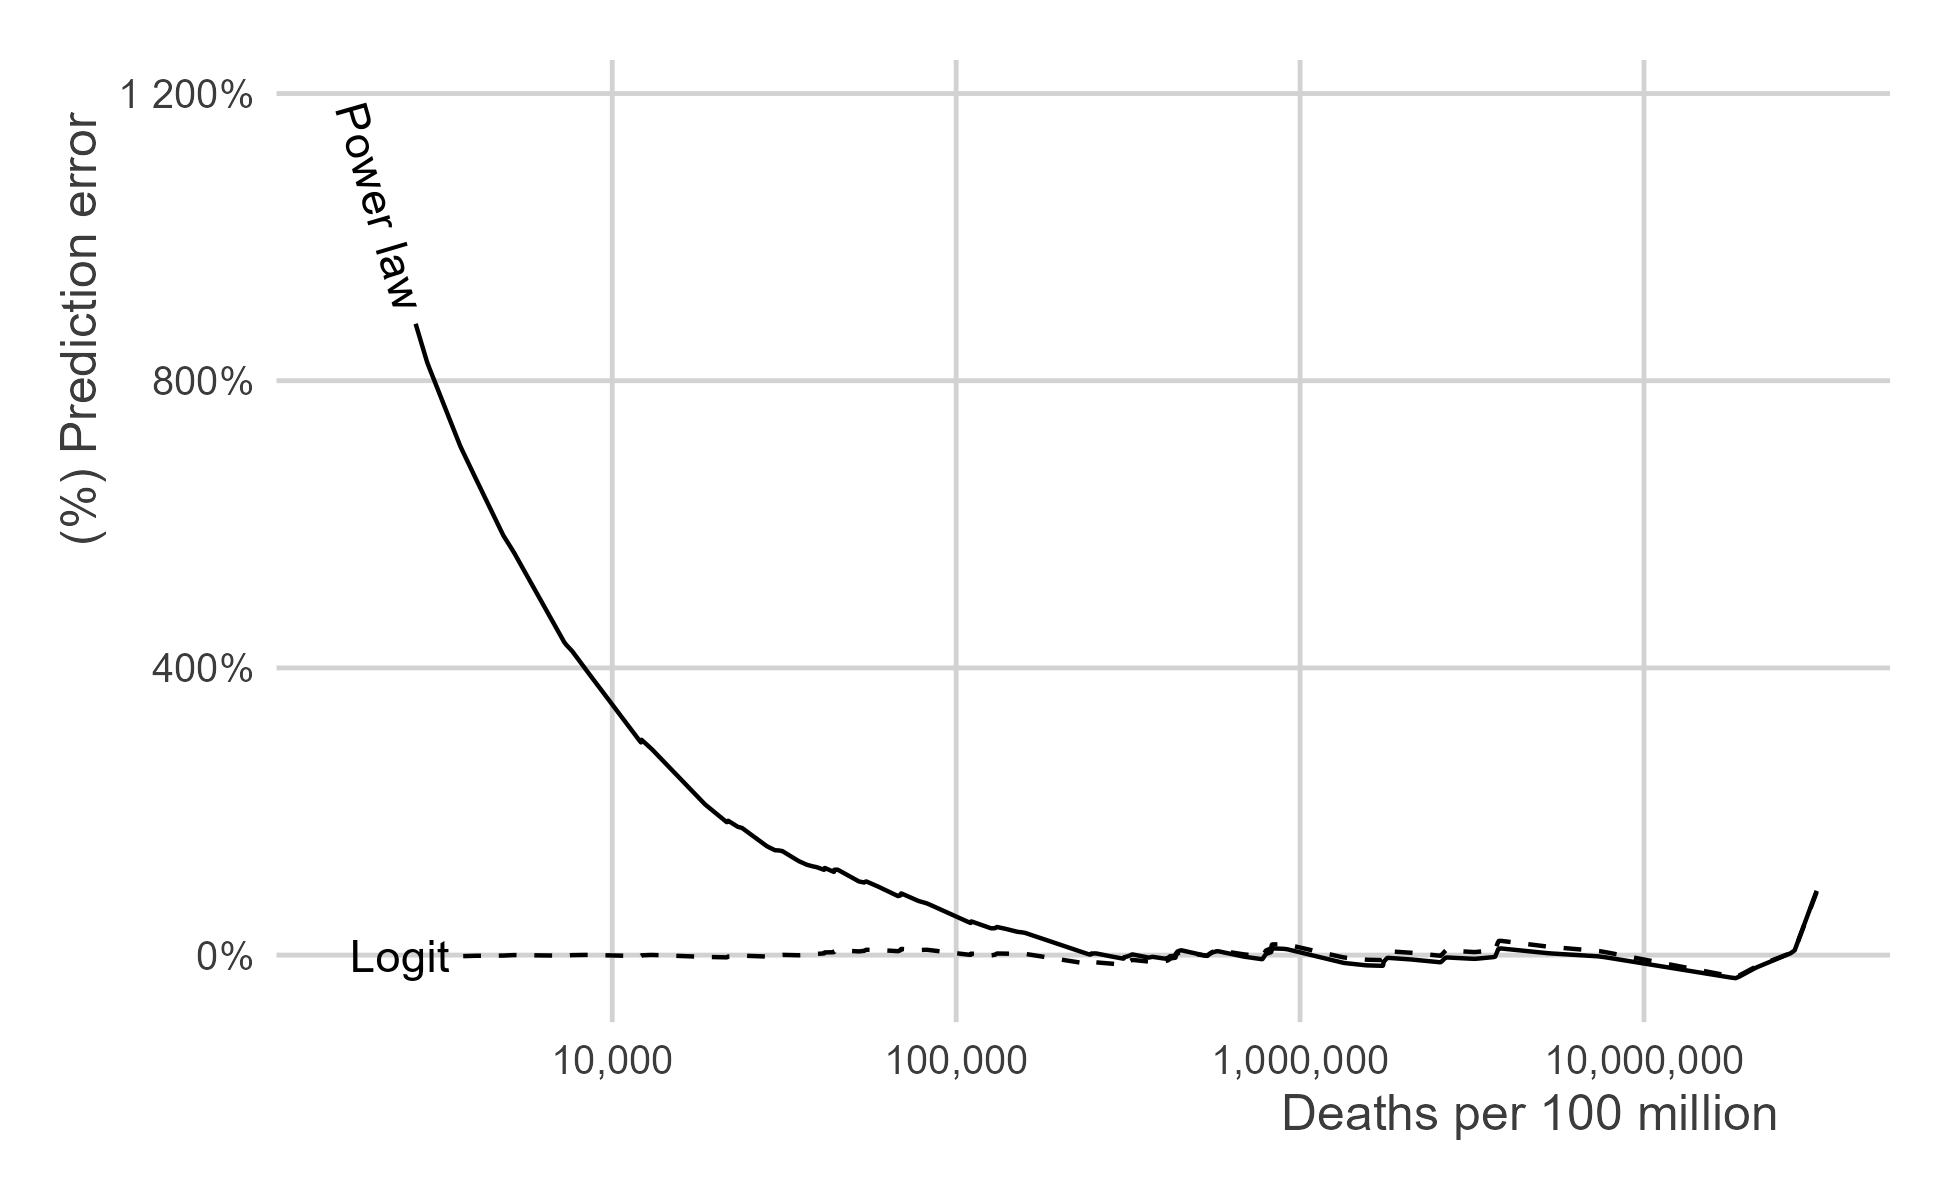 (%) Prediction error
1 200%
800%
400%
0%
Power law
Logit
10,000
100,000
1,000,000
10,000,000
Deaths per 100 million